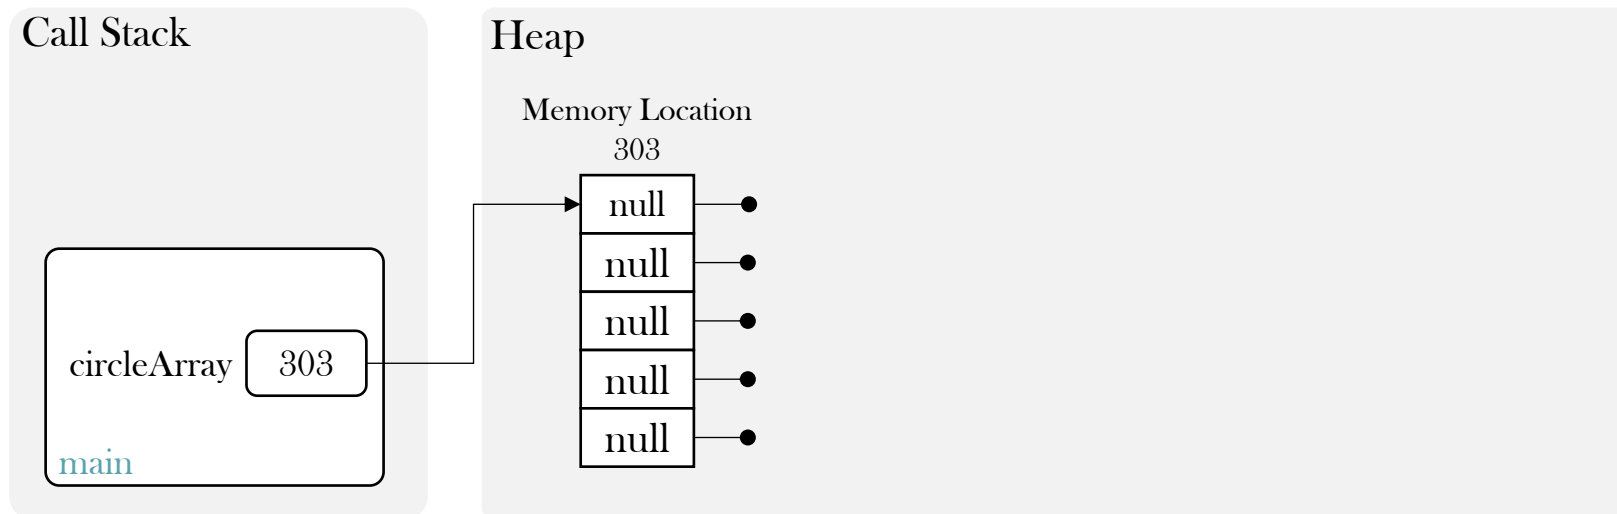 Call Stack
Heap
Memory Location
303
null
null
null
null
null
circleArray
303
main